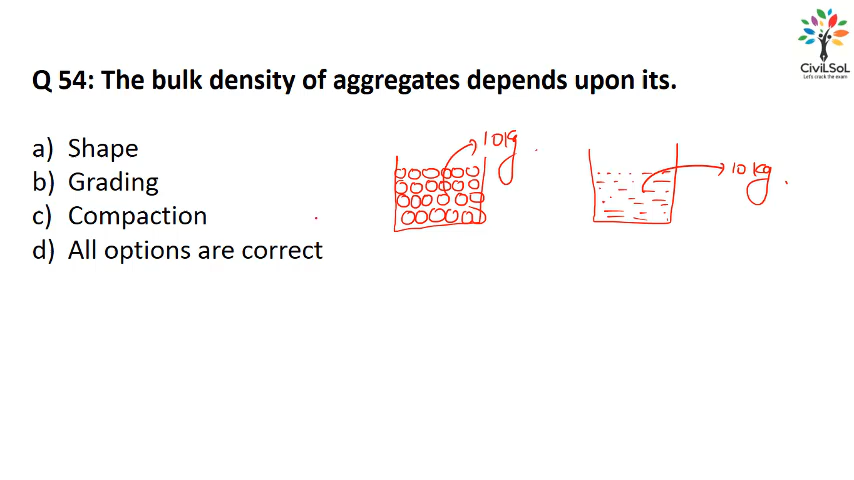 CiviLSoL
Let's crack the exam
Q 54: The bulk density of aggregates depends upon its.
a) Shape
b) Grading
c) Compaction
d) All options are correct
10kg
10 kg